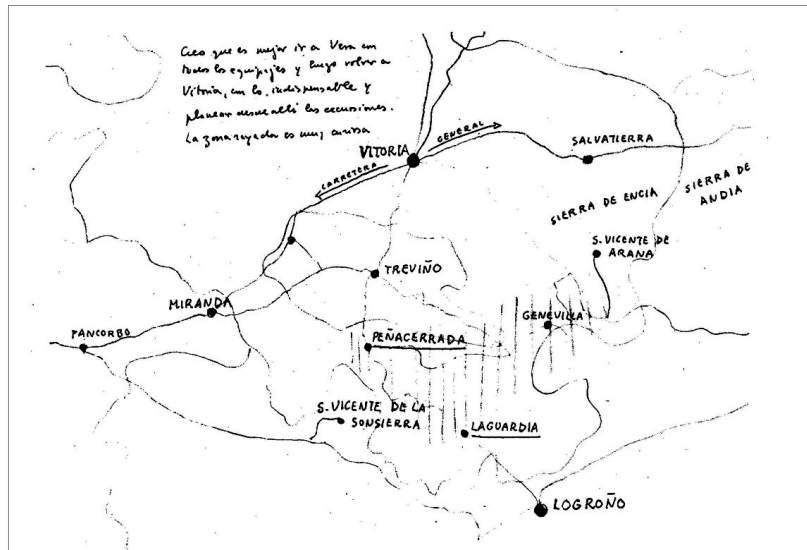 Creo que es mejor ir a Vera con
todos los equipajes y luego volver a
Vitoria, con lo indispensable y
planear desde alli las excursiones.
La zona rayada es muy curiosa
VITORIA
GENERAL
CARRETERA
SALVATIERRA
SIERRA DE ENCIA
SIERRA DE
ANDIA
S. VICENTE DE
ARANA
TREVIÑO
MIRANDA
GENEVILLA
PANCORBO
PEÑACERRADA
S. VICENTE DE LA
SONSIERRA
LAGUARDIA
LOGROÑO